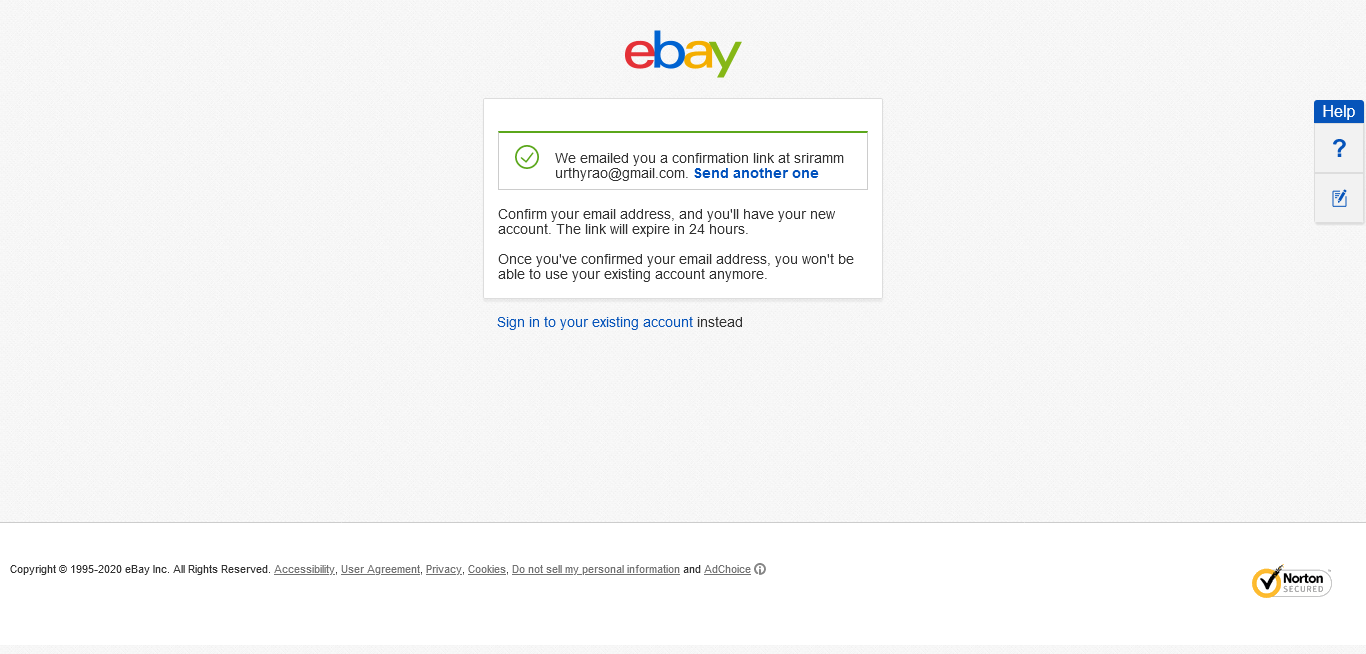 ebay
Help
?
We emailed you a confirmation link at sriramm
urthyrao@gmail.com. Send another one
Confirm your email address, and you'll have your new
account. The link will expire in 24 hours.
Once you've confirmed your email address, you won't be
able to use your existing account anymore.
Sign in to your existing account instead
Copyright © 1995-2020 eBay Inc. All Rights Reserved. Accessibility, User Agreement, Privacy, Cookies, Do not sell my personal information and AdChoice
Norton
SECURED